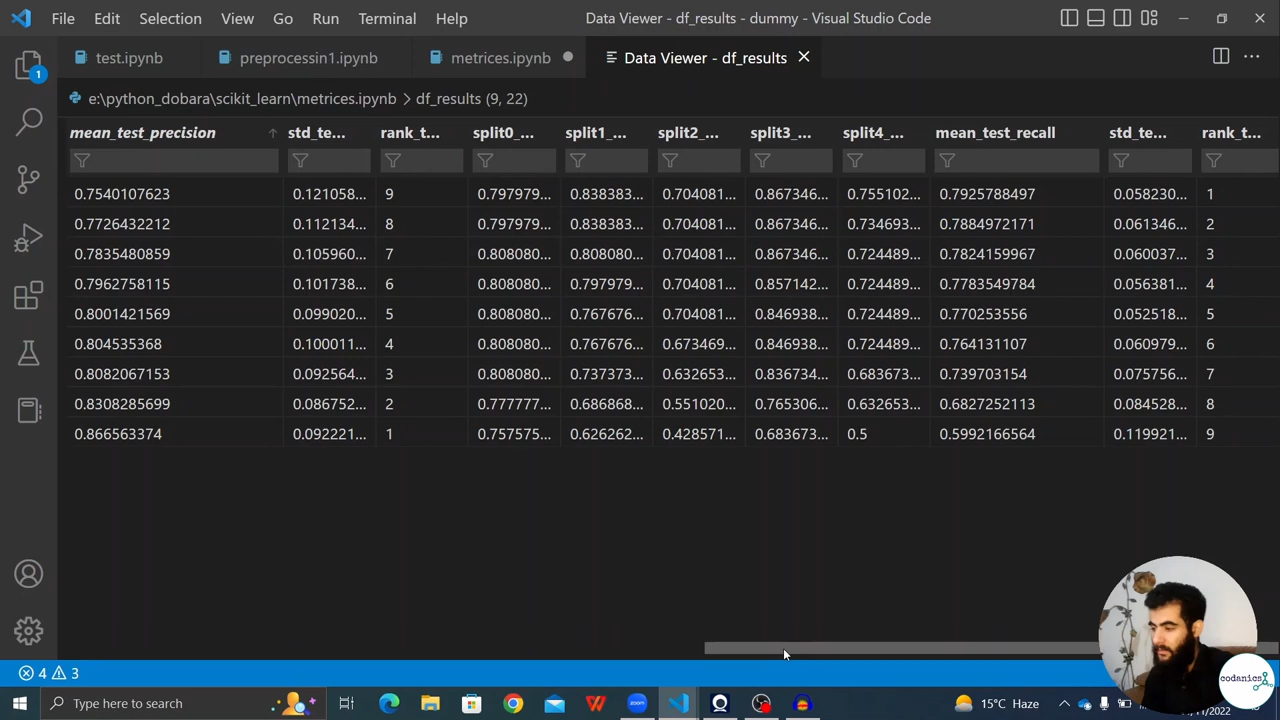 File Edit Selection View Go Run Terminal Help Data Viewer - df_results - dummy - Visual Studio Code
test.ipynb preprocessin1.ipynb metrices.ipynb Data Viewer - df_results
1
e:\python_dobara\scikit_learn\metrices.ipynb > df_results (9, 22)
mean_test_precision std_te... rank_t... split0_... split1_... split2_... split3_... split4_... mean_test_recall std_te... rank_t...
0.7540107623 0.121058... 9 0.797979... 0.838383... 0.704081... 0.867346... 0.755102... 0.7925788497 0.058230... 1
0.7726432212 0.112134... 8 0.797979... 0.838383... 0.704081... 0.867346... 0.734693... 0.7884972171 0.061346... 2
0.7835480859 0.105960... 7 0.808080... 0.808080... 0.704081... 0.867346... 0.724489... 0.7824159967 0.060037... 3
0.7962758115 0.101738... 6 0.808080... 0.797979... 0.704081... 0.857142... 0.724489... 0.7783549784 0.056381... 4
0.8001421569 0.099020... 5 0.808080... 0.767676... 0.704081... 0.846938... 0.724489... 0.770253556 0.052518... 5
0.804535368 0.100011... 4 0.808080... 0.767676... 0.673469... 0.846938... 0.724489... 0.764131107 0.060979... 6
0.8082067153 0.092564... 3 0.808080... 0.737373... 0.632653... 0.836734... 0.683673... 0.739703154 0.075756... 7
0.8308285699 0.086752... 2 0.777777... 0.686868... 0.551020... 0.765306... 0.632653... 0.6827252113 0.084528... 8
0.866563374 0.092221... 1 0.757575... 0.626262... 0.428571... 0.683673... 0.5 0.5992166564 0.119921... 9
4 3
codanics
Type here to search zoom 15°C Haze